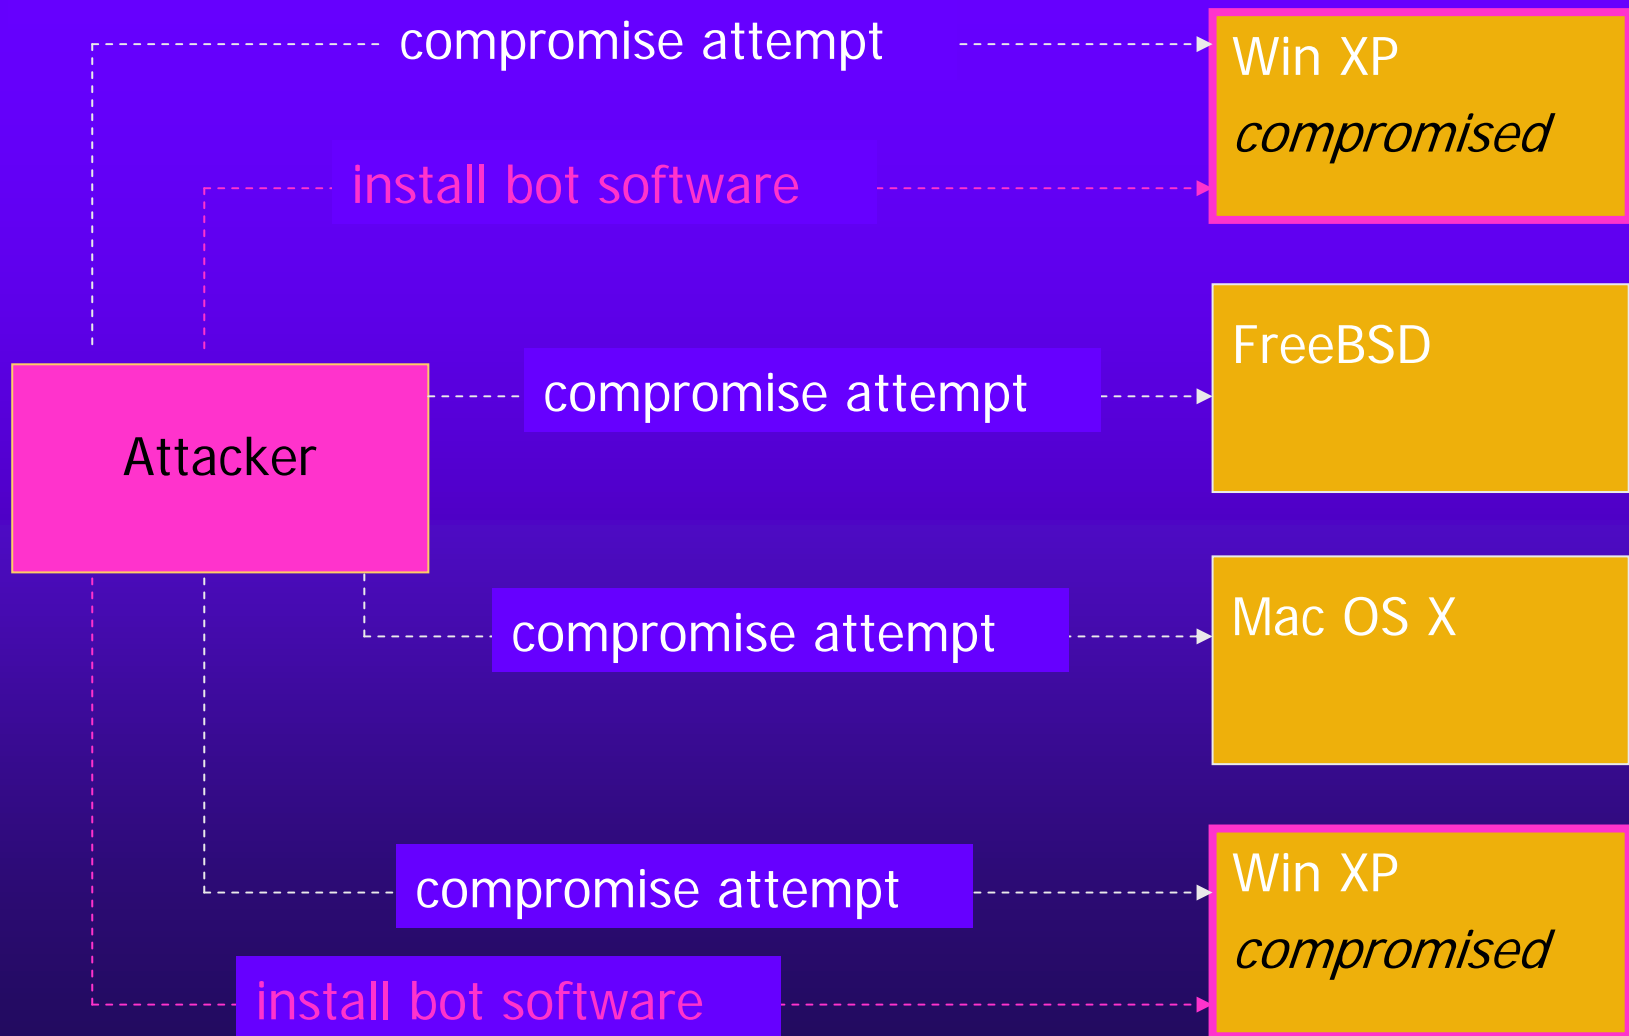 compromise attempt
Win XP
compromised
install bot software
FreeBSD
compromise attempt
Attacker
Mac OS X
compromise attempt
Win XP
compromise attempt
compromised
install bot software